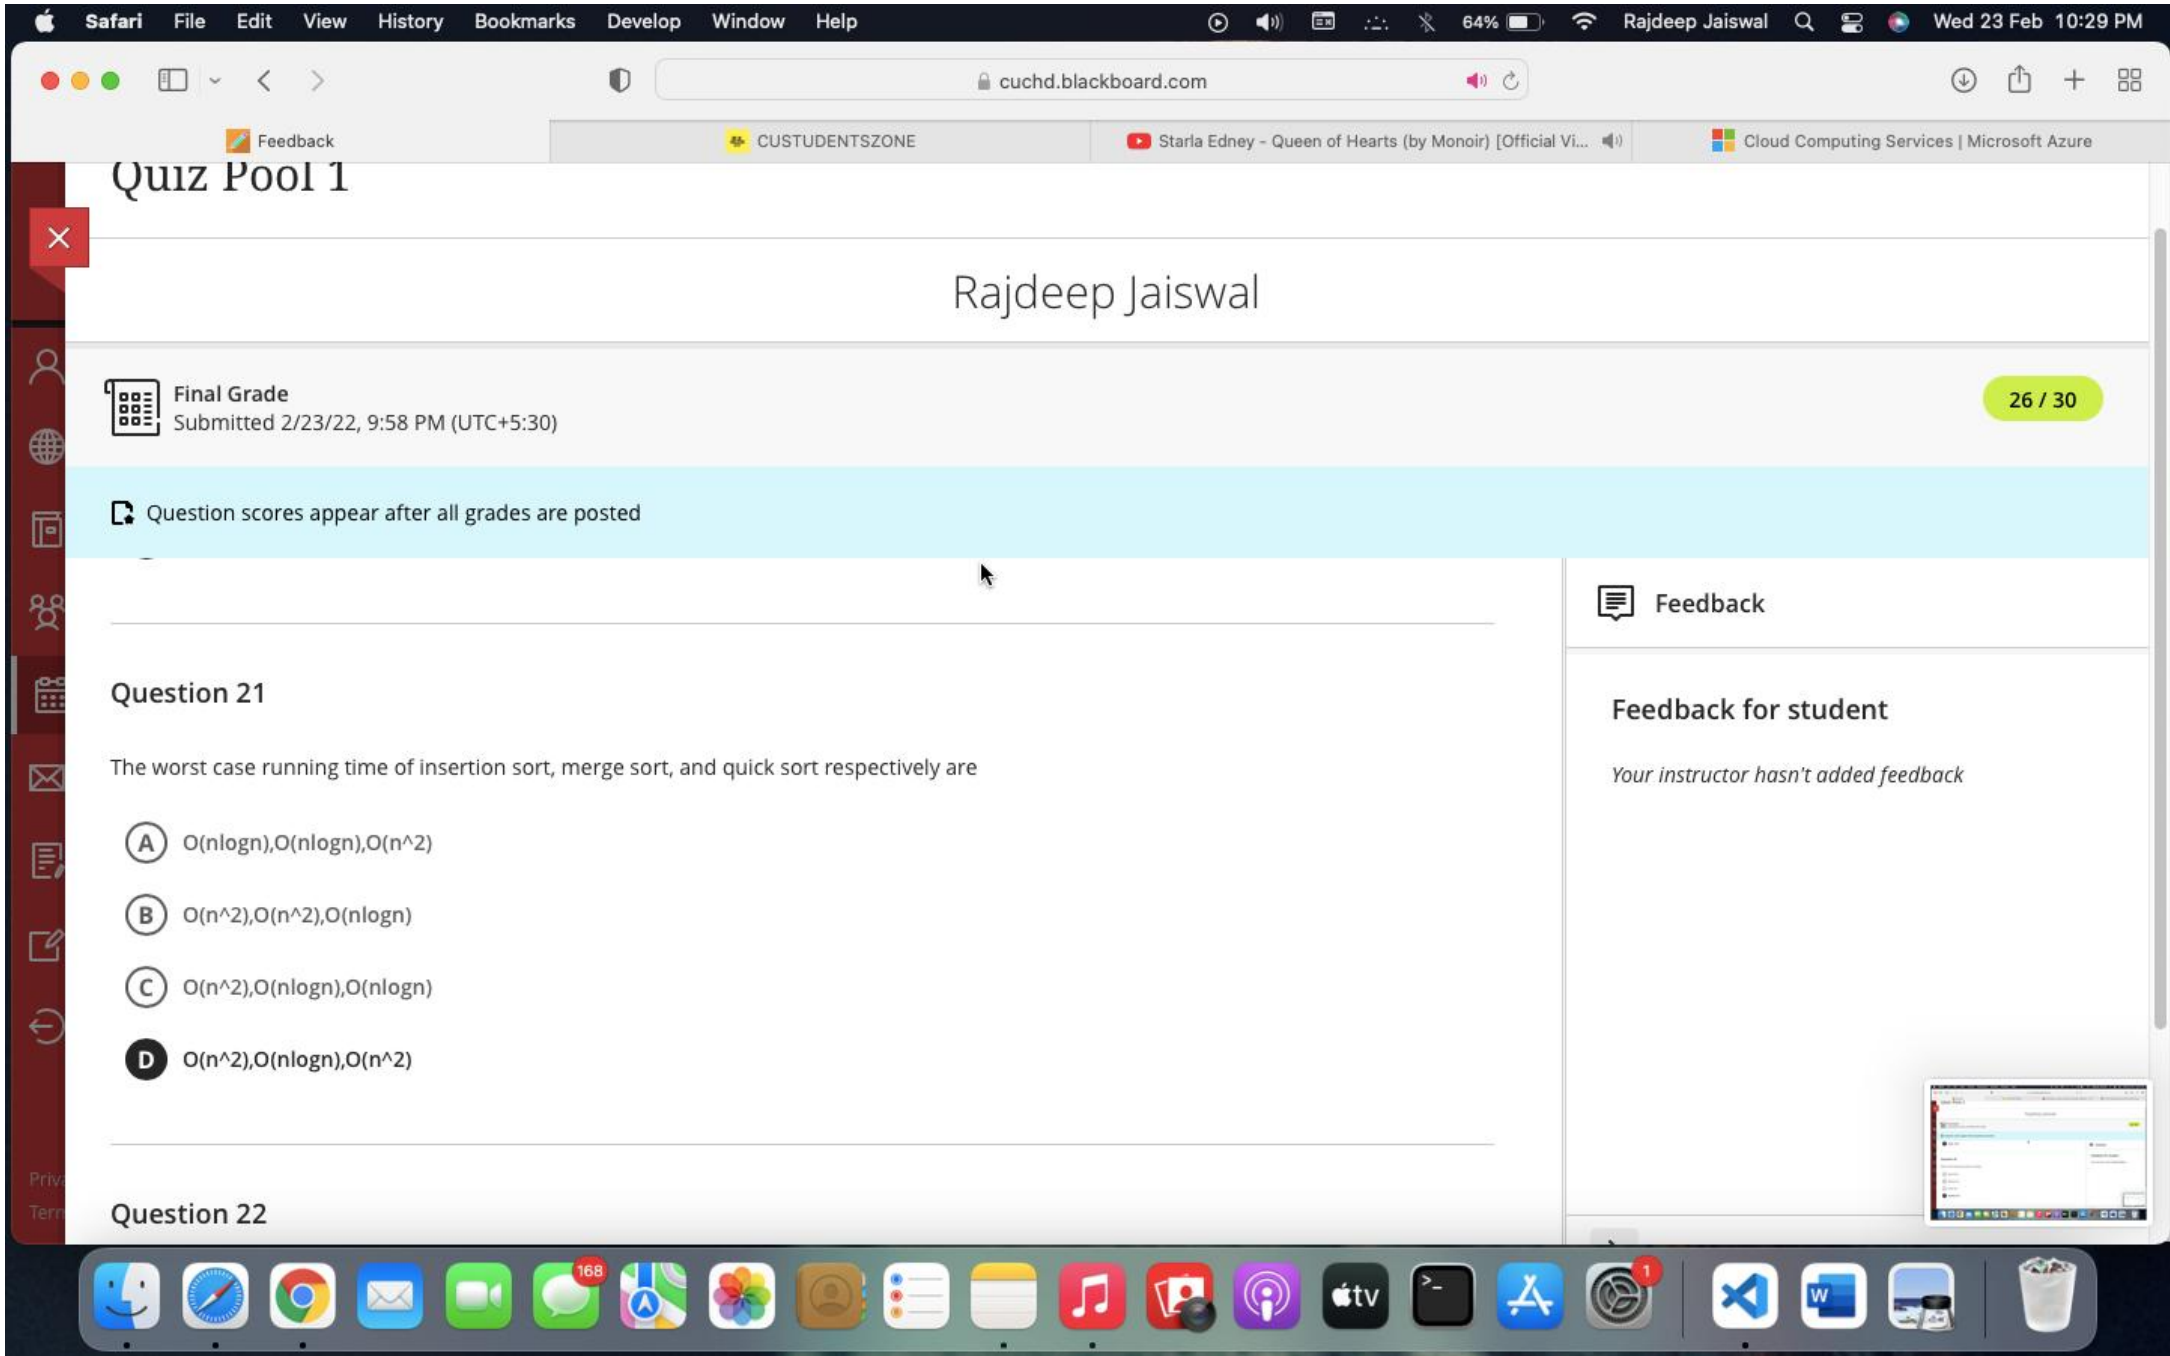 Safari File Edit View History Bookmarks Develop Window Help 64% Rajdeep Jaiswal Wed 23 Feb 10:29 PM
cuchd.blackboard.com
Feedback CUSTUDENTSZONE Starla Edney - Queen of Hearts (by Monoir) [Official Vi... Cloud Computing Services | Microsoft Azure
Quiz Pool 1
Rajdeep Jaiswal
Final Grade
Submitted 2/23/22, 9:58 PM (UTC+5:30)
26 / 30
Question scores appear after all grades are posted
Feedback
Question 21
Feedback for student
The worst case running time of insertion sort, merge sort, and quick sort respectively are
Your instructor hasn't added feedback
A O(nlogn),O(nlogn),O(n^2)
B O(n^2),O(n^2),O(nlogn)
C O(n^2),O(nlogn),O(nlogn)
D O(n^2),O(nlogn),O(n^2)
Priva
Term
Question 22
168
1
tv
>_
W